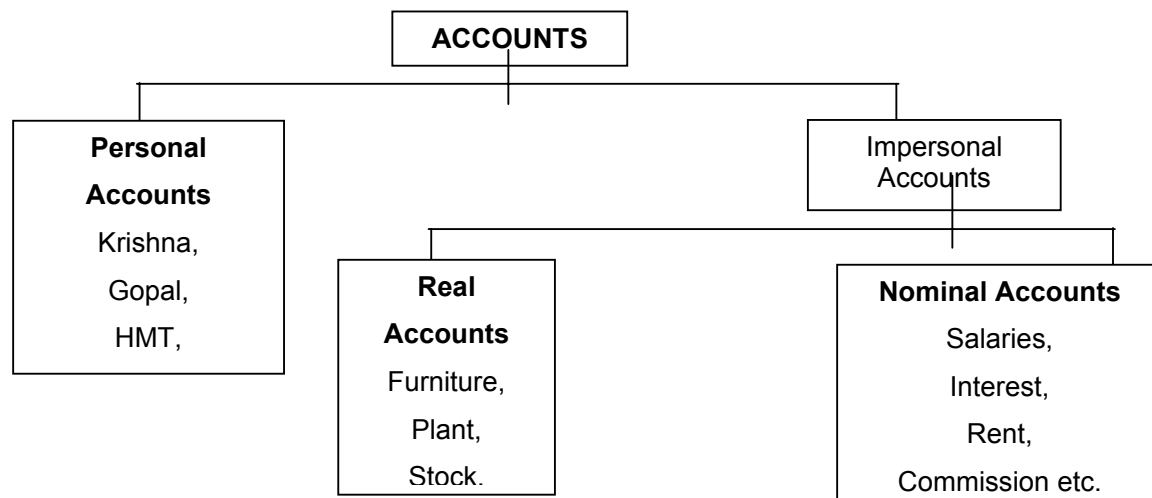 ACCOUNTS
Personal
Accounts
Krishna,
Gopal,
HMT,
Impersonal
Accounts
Real
Accounts
Furniture,
Plant,
Stock.
Nominal Accounts
Salaries,
Interest,
Rent,
Commission etc.